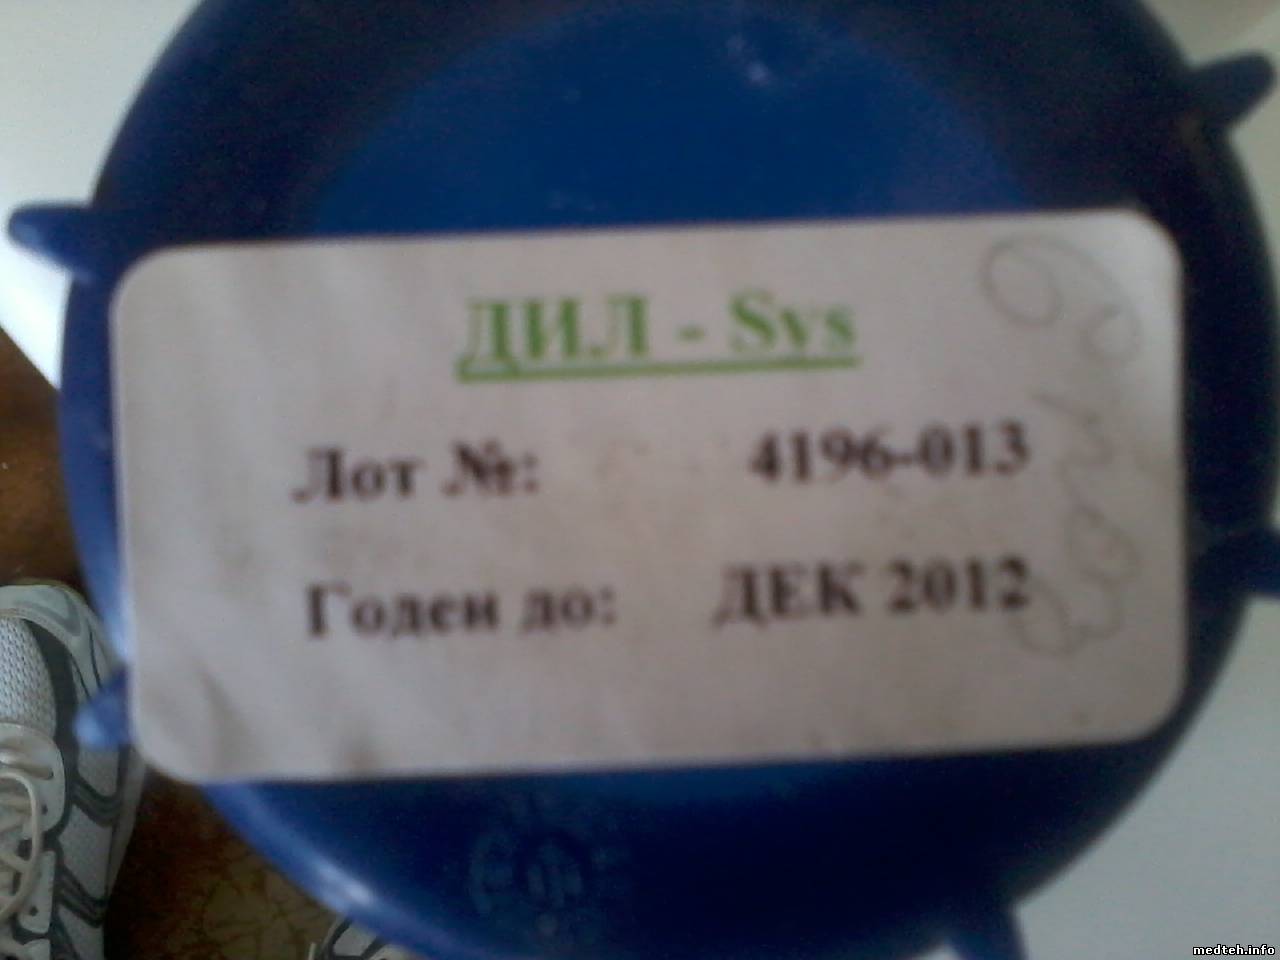 ДИЛ - Sys
Лот №: 4196-013
Годен до: ДЕК 2012
medteh.info